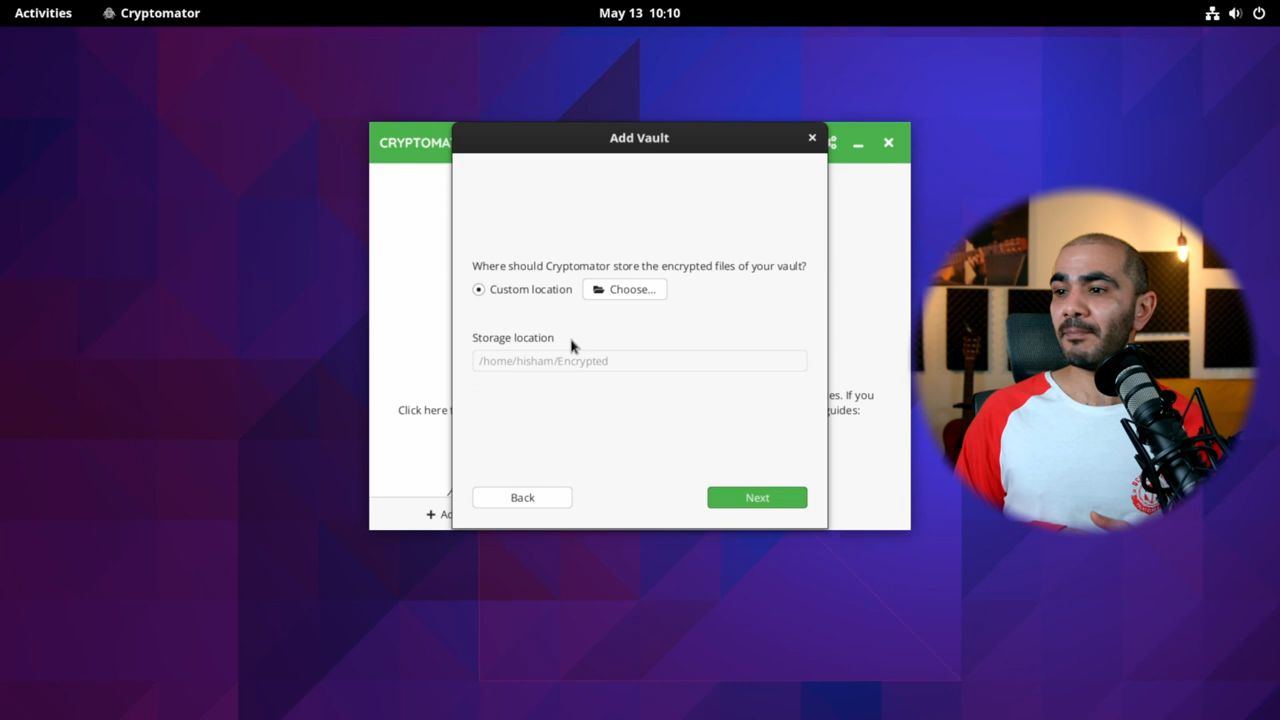 Activities
Cryptomator
May 13 10:10
CRYPTOMA
Add Vault
Where should Cryptomator store the encrypted files of your vault?
Custom location
Choose...
Storage location
/home/hisham/Encrypted
es. If you
Click here
guides:
Back
Next
+ Ad